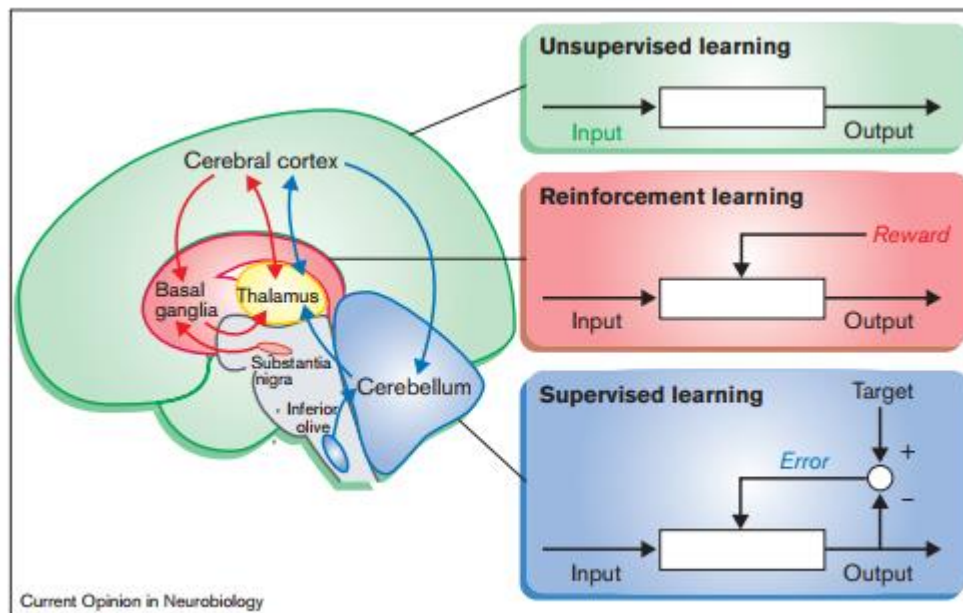 Unsupervised learning
Input
Output
Cerebral cortex
Reinforcement learning
Reward
Input
Output
Basal
ganglia
Thalamus
Substantia
nigra
Cerebellum
Inferior
olive
Supervised learning
Target
Error
+
−
Input
Output
Current Opinion in Neurobiology